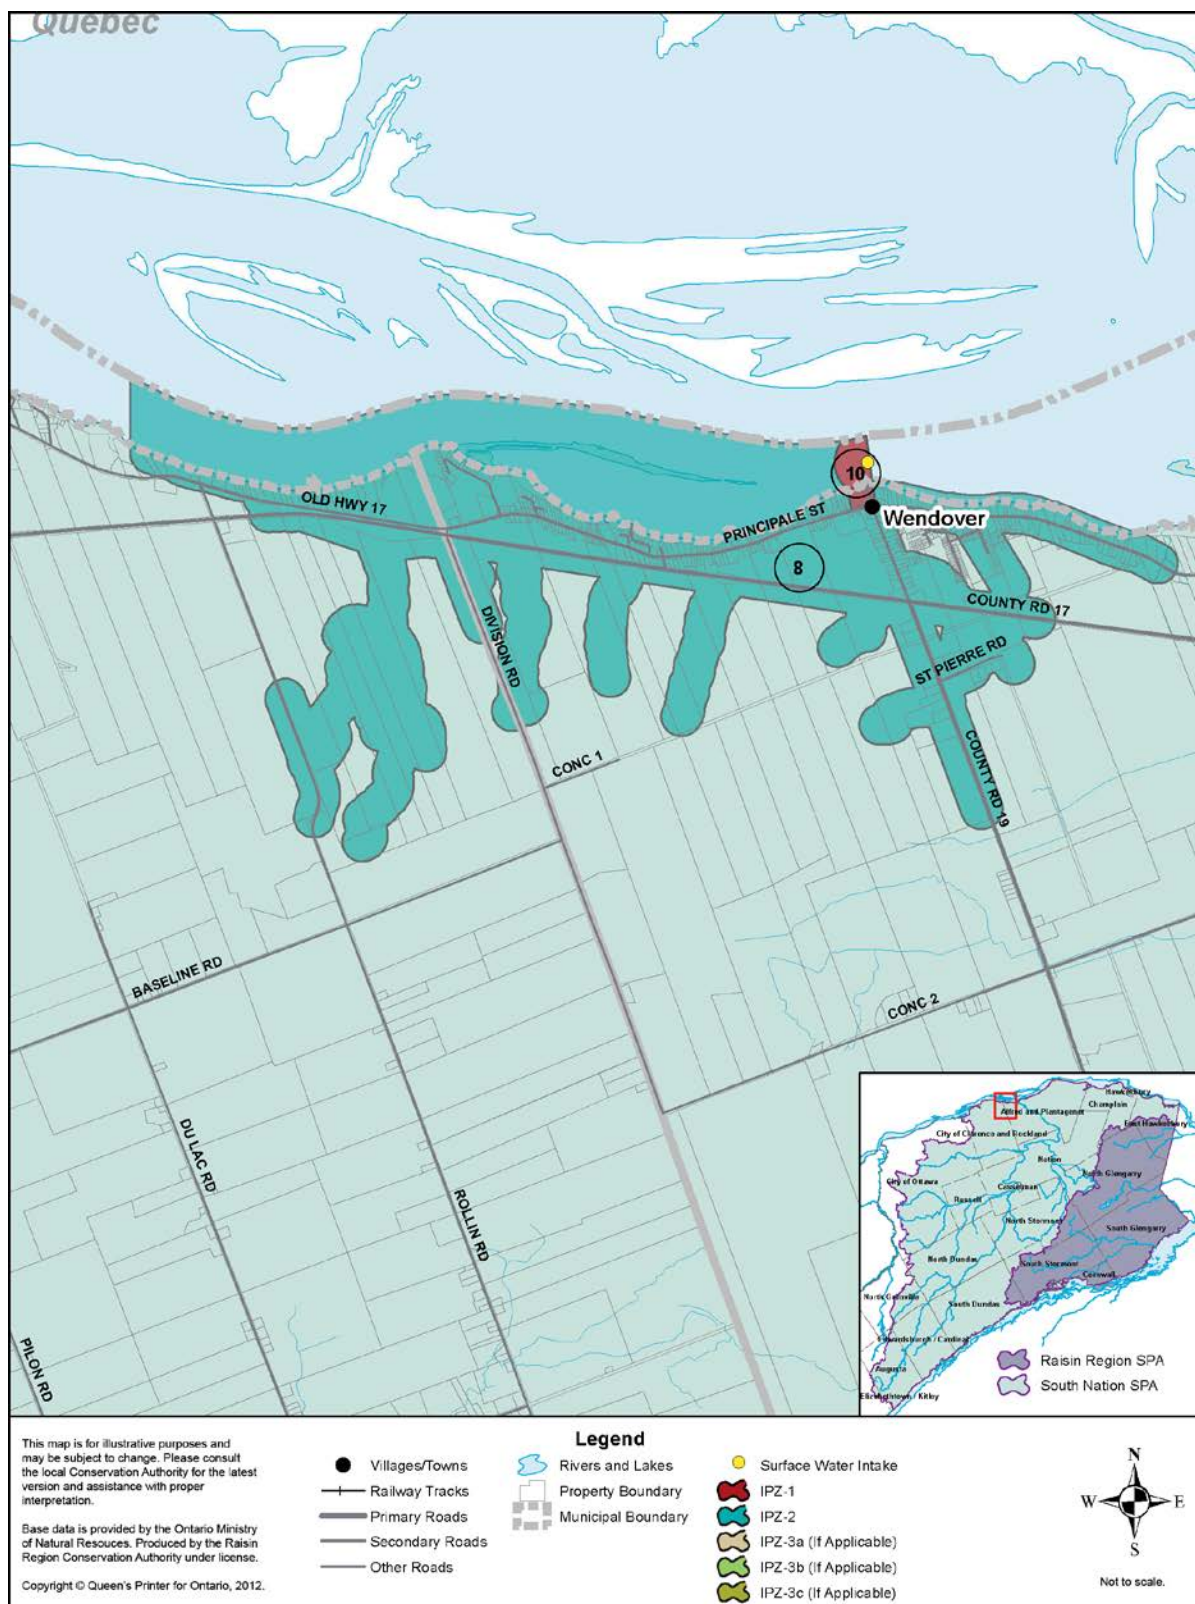 Quebec
OLD HWY 17
PRINCIPALE ST
10
Wendover
8
COUNTY RD 17
ST PIERRE RD
DIVISION RD
CONC 1
COUNTY RD 19
BASELINE RD
CONC 2
DU LAC RD
ROLLIN RD
PILON RD
Hawkesbury
Champlain
Alfred and Plantagenet
East Hawkesbury
City of Clarence and Rockland
Nation
North Glengarry
City of Ottawa
Casselman
Russell
North Stormont
South Glengarry
North Dundas
South Stormont
Cornwall
North Grenville
South Dundas
Edwardsburgh / Cardinal
Augusta
Elizabethtown / Kitley
Raisin Region SPA
South Nation SPA
This map is for illustrative purposes and
may be subject to change. Please consult
the local Conservation Authority for the latest
version and assistance with proper
interpretation.
Base data is provided by the Ontario Ministry
of Natural Resouces. Produced by the Raisin
Region Conservation Authority under license.
Copyright © Queen's Printer for Ontario, 2012.
Legend
Villages/Towns
Railway Tracks
Primary Roads
Secondary Roads
Other Roads
Rivers and Lakes
Property Boundary
Municipal Boundary
Surface Water Intake
IPZ-1
IPZ-2
IPZ-3a (If Applicable)
IPZ-3b (If Applicable)
IPZ-3c (If Applicable)
N
W E
S
Not to scale.